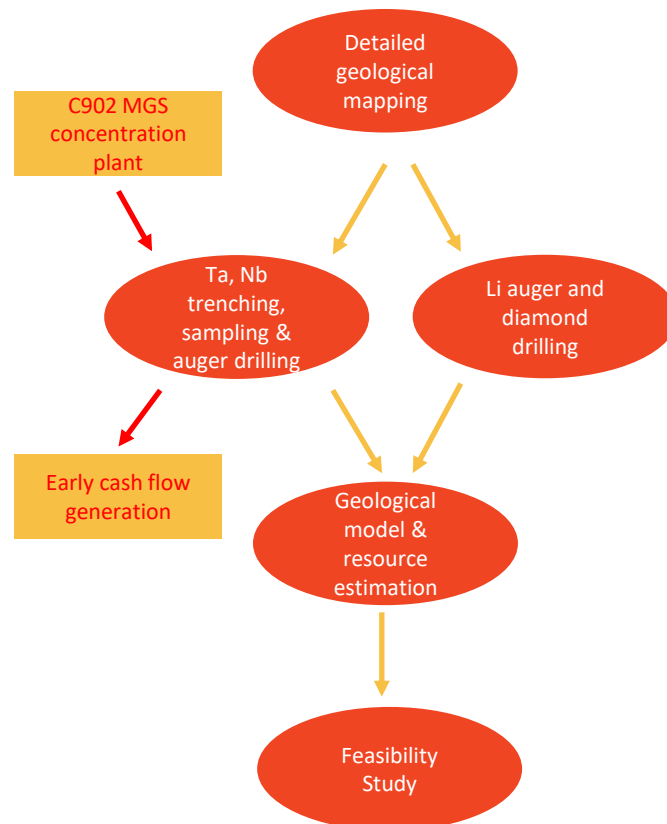 Detailed
geological
mapping
C902 MGS
concentration
plant
Ta, Nb
trenching,
sampling &
auger drilling
Li auger and
diamond
drilling
Early cash flow
generation
Geological
model &
resource
estimation
Feasibility
Study